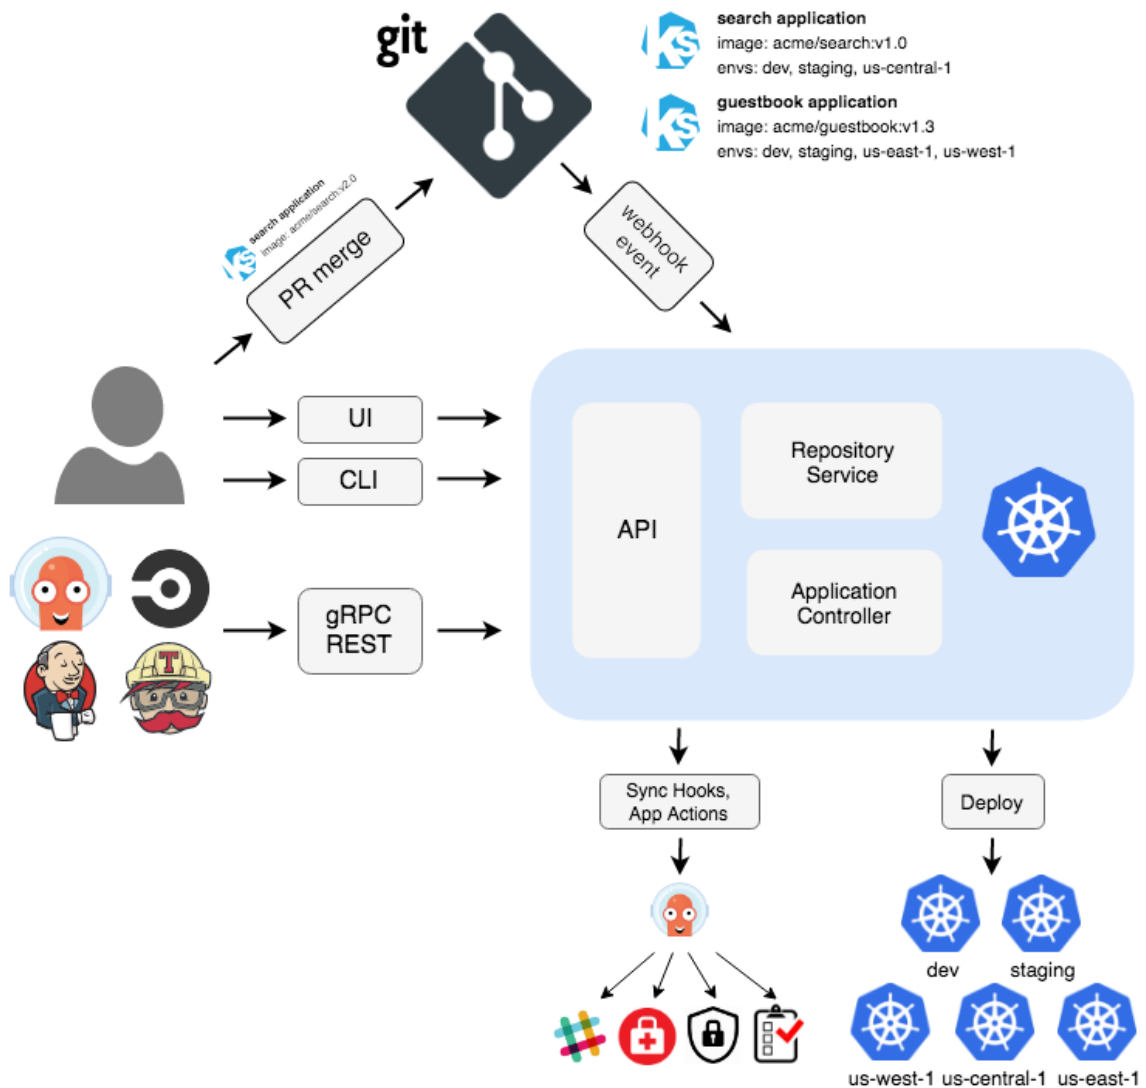 git
search application
image: acme/search:v1.0
envs: dev, staging, us-central-1
guestbook application
image: acme/guestbook:v1.3
envs: dev, staging, us-east-1, us-west-1
KS
KS
search application
image: acme/search:v2.0
KS
PR merge
webhook
event
UI
CLI
gRPC
REST
T
API
Repository
Service
Application
Controller
Sync Hooks,
App Actions
Deploy
dev
staging
us-west-1
us-central-1
us-east-1